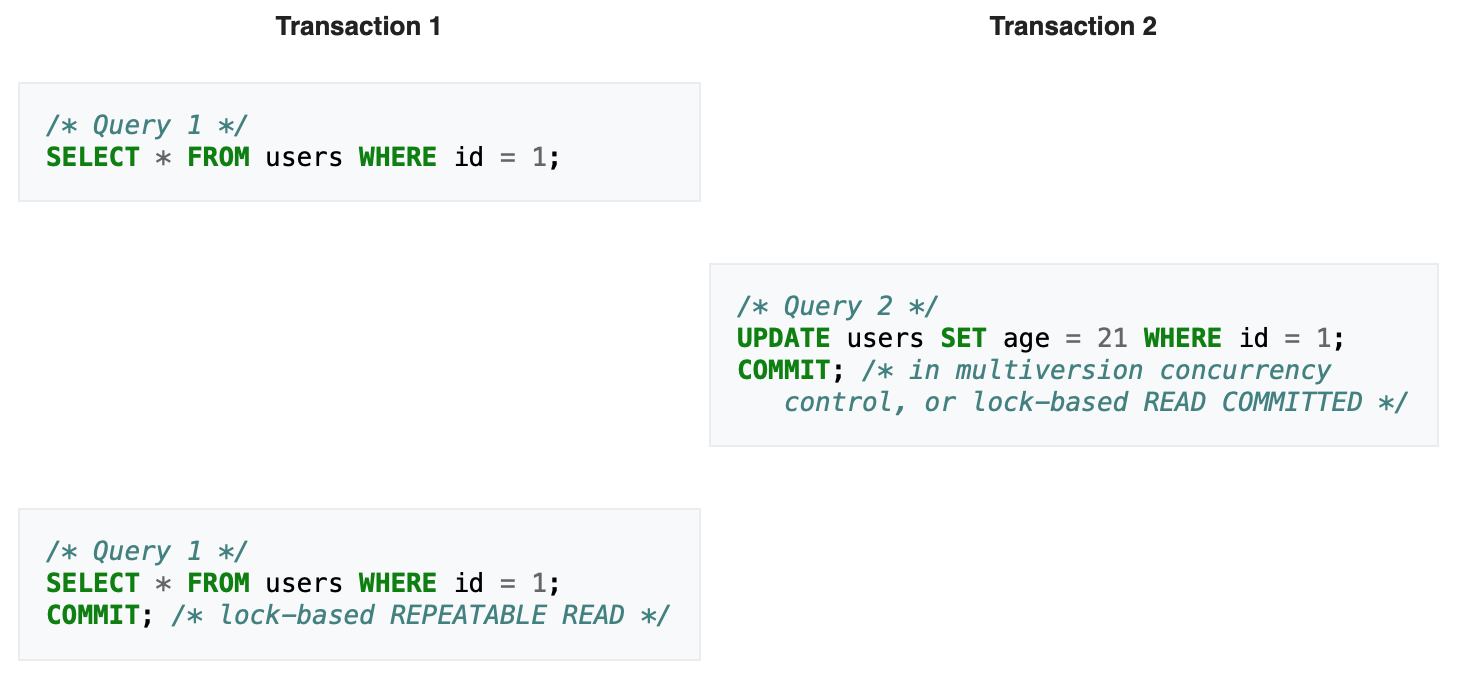 Transaction 1
Transaction 2
/* Query 1 */
SELECT * FROM users WHERE id = 1;
/* Query 2 */
UPDATE users SET age = 21 WHERE id = 1;
COMMIT; /* in multiversion concurrency
control, or lock-based READ COMMITTED */
/* Query 1 */
SELECT * FROM users WHERE id = 1;
COMMIT; /* lock-based REPEATABLE READ */